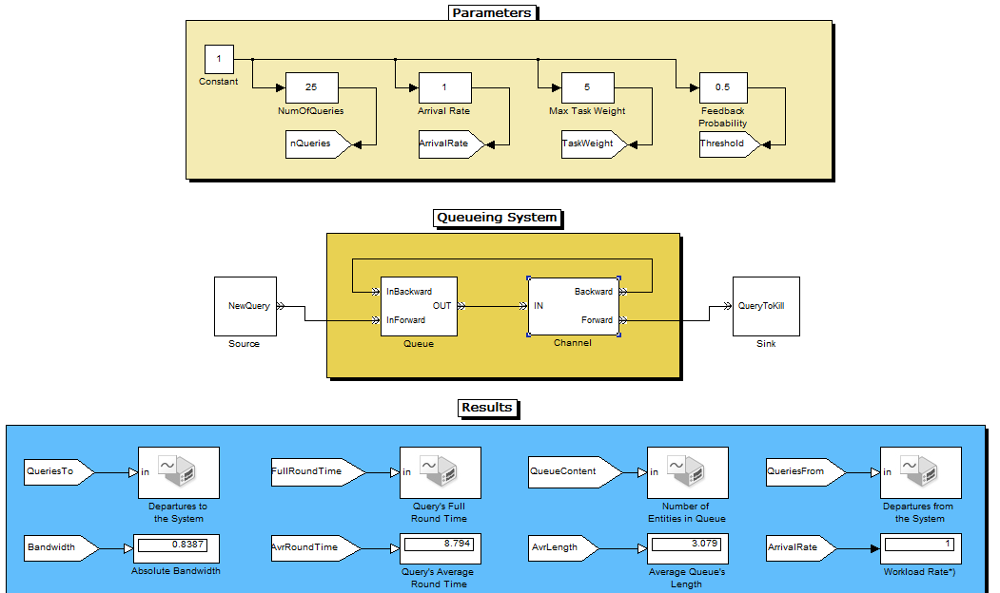 Parameters
1
Constant
25
NumOfQueries
1
Arrival Rate
5
Max Task Weight
0.5
Feedback
Probability
nQueries
ArrivalRate
TaskWeight
Threshold
Queueing System
NewQuery
Source
InBackward
OUT
InForward
Queue
Backward
IN
Forward
Channel
QueryToKill
Sink
Results
QueriesTo
in
Departures to
the System
FullRoundTime
in
Query's Full
Round Time
QueueContent
in
Number of
Entities in Queue
QueriesFrom
in
Departures from
the System
Bandwidth
0.8387
Absolute Bandwidth
AvrRoundTime
8.794
Query's Average
Round Time
AvrLength
3.079
Average Queue's
Length
ArrivalRate
1
Workload Rate*)